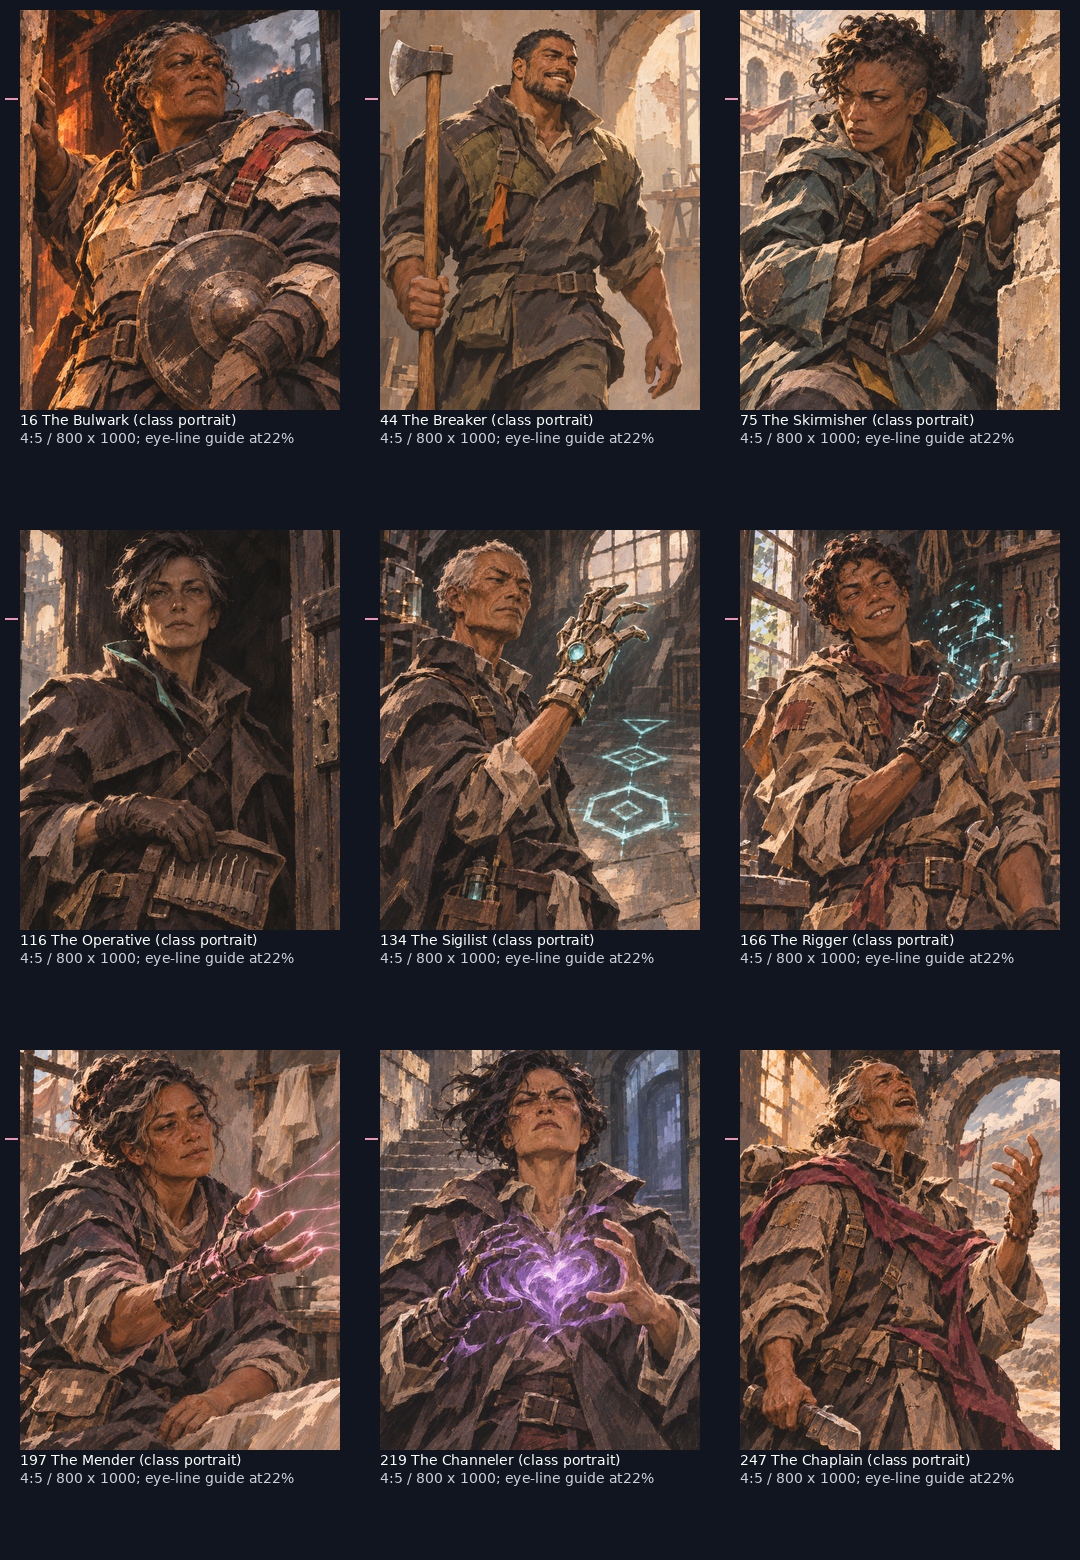 16 The Bulwark (class portrait)
4:5 / 800 x 1000; eye-line guide at22%
44 The Breaker (class portrait)
4:5 / 800 x 1000; eye-line guide at22%
75 The Skirmisher (class portrait)
4:5 / 800 x 1000; eye-line guide at22%
116 The Operative (class portrait)
4:5 / 800 x 1000; eye-line guide at22%
134 The Sigilist (class portrait)
4:5 / 800 x 1000; eye-line guide at22%
166 The Rigger (class portrait)
4:5 / 800 x 1000; eye-line guide at22%
197 The Mender (class portrait)
4:5 / 800 x 1000; eye-line guide at22%
219 The Channeler (class portrait)
4:5 / 800 x 1000; eye-line guide at22%
247 The Chaplain (class portrait)
4:5 / 800 x 1000; eye-line guide at22%